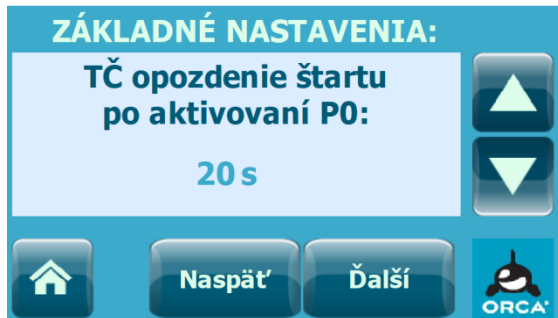 ZÁKLADNÉ NASTAVENIA:
TČ opozdenie štartu
po aktivovaní P0:
20 s
Naspäť
Ďalší
ORCA